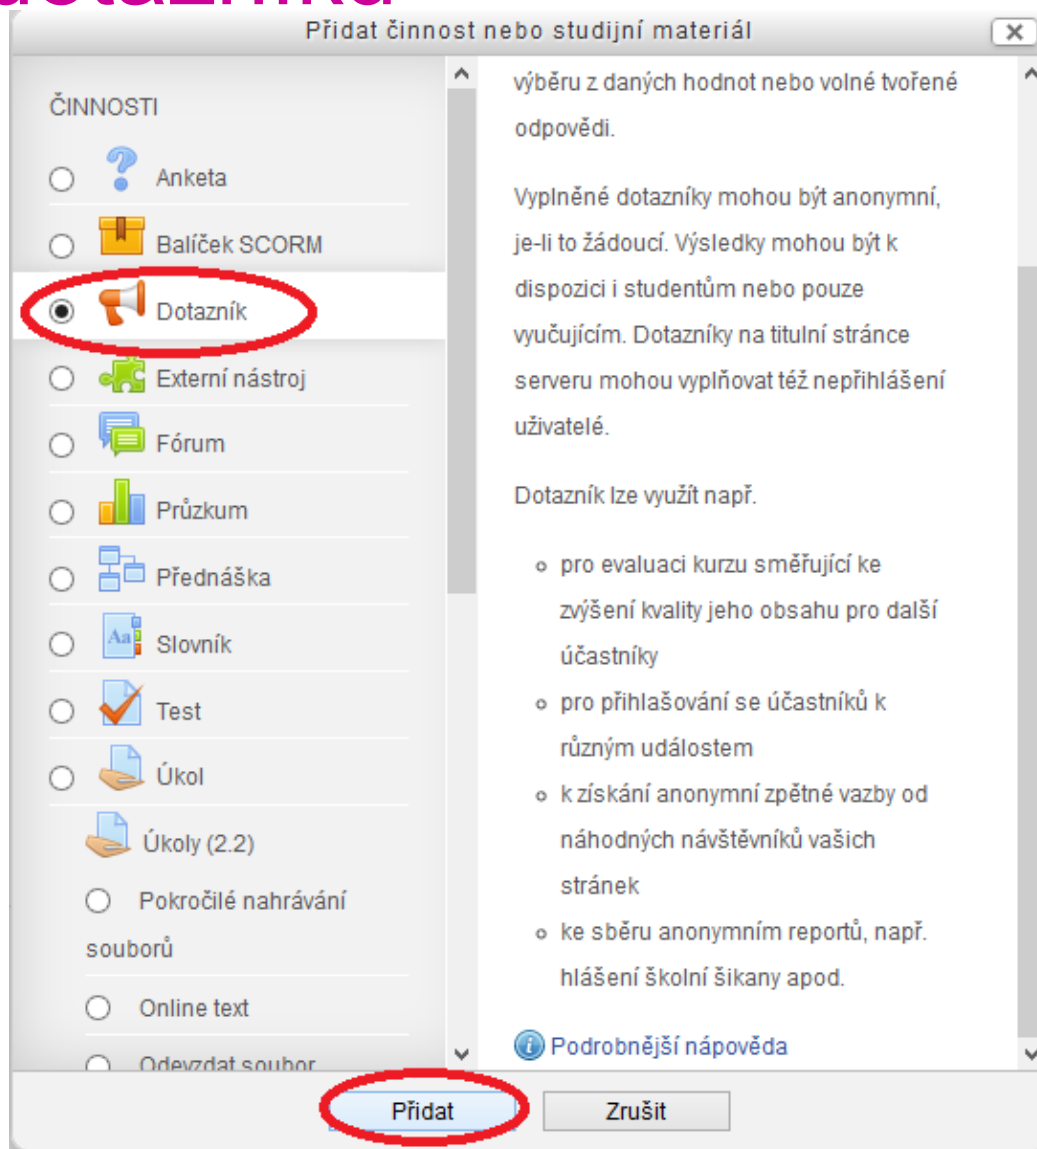 dotazníku
Přidat činnost nebo studijní materiál
ČINNOSTI
Anketa
Balíček SCORM
Dotazník
Externí nástroj
Fórum
Průzkum
Přednáška
Aa
Slovník
Test
Úkol
Úkoly (2.2)
Pokročilé nahrávání
souborů
Online text
Odevzdat soubor
výběru z daných hodnot nebo volné tvořené
odpovědi.
Vyplněné dotazníky mohou být anonymní,
je-li to žádoucí. Výsledky mohou být k
dispozici i studentům nebo pouze
vyučujícím. Dotazníky na titulní stránce
serveru mohou vyplňovat též nepřihlášení
uživatelé.
Dotazník lze využít např.
pro evaluaci kurzu směřující ke
zvýšení kvality jeho obsahu pro další
účastníky
pro přihlašování se účastníků k
různým událostem
k získání anonymní zpětné vazby od
náhodných návštěvníků vašich
stránek
ke sběru anonymním reportů, např.
hlášení školní šikany apod.
Podrobnější nápověda
Přidat
Zrušit